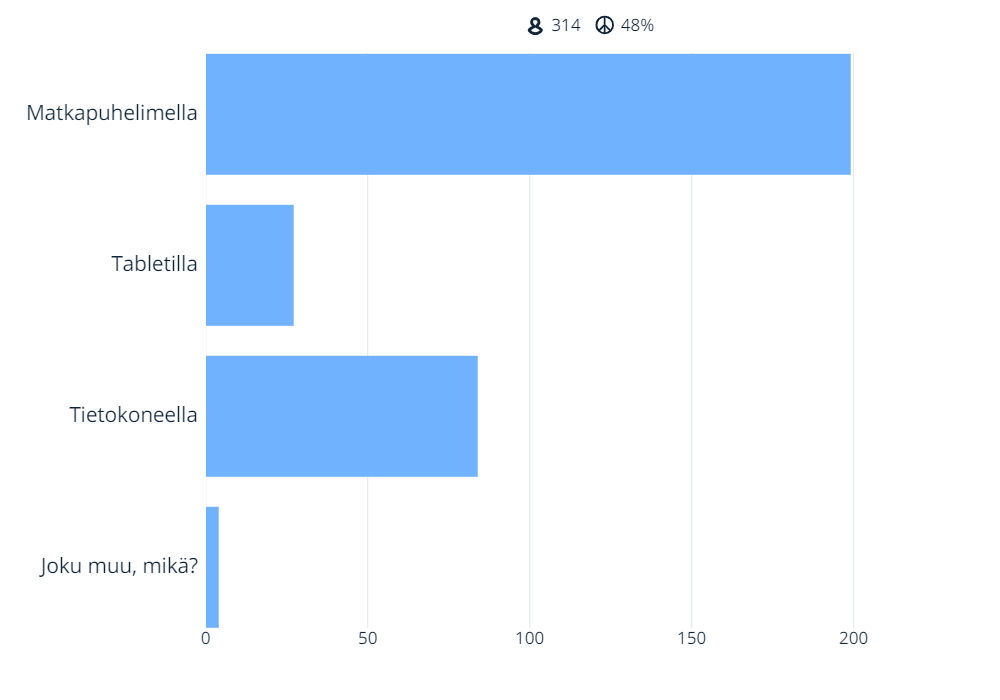 314 48%
Matkapuhelimella
Tabletilla
Tietokoneella
Joku muu, mikä?
0 50 100 150 200